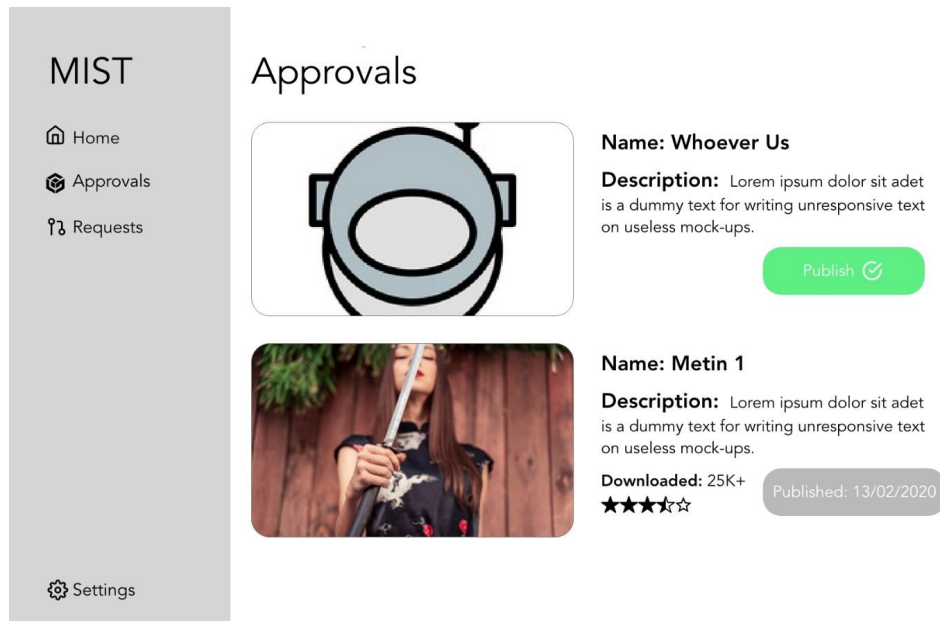 MIST
Home
Approvals
Requests
Settings
Approvals
Name: Whoever Us
Description: Lorem ipsum dolor sit adet
is a dummy text for writing unresponsive text
on useless mock-ups.
Publish
Name: Metin 1
Description: Lorem ipsum dolor sit adet
is a dummy text for writing unresponsive text
on useless mock-ups.
Downloaded: 25K+
Published: 13/02/2020